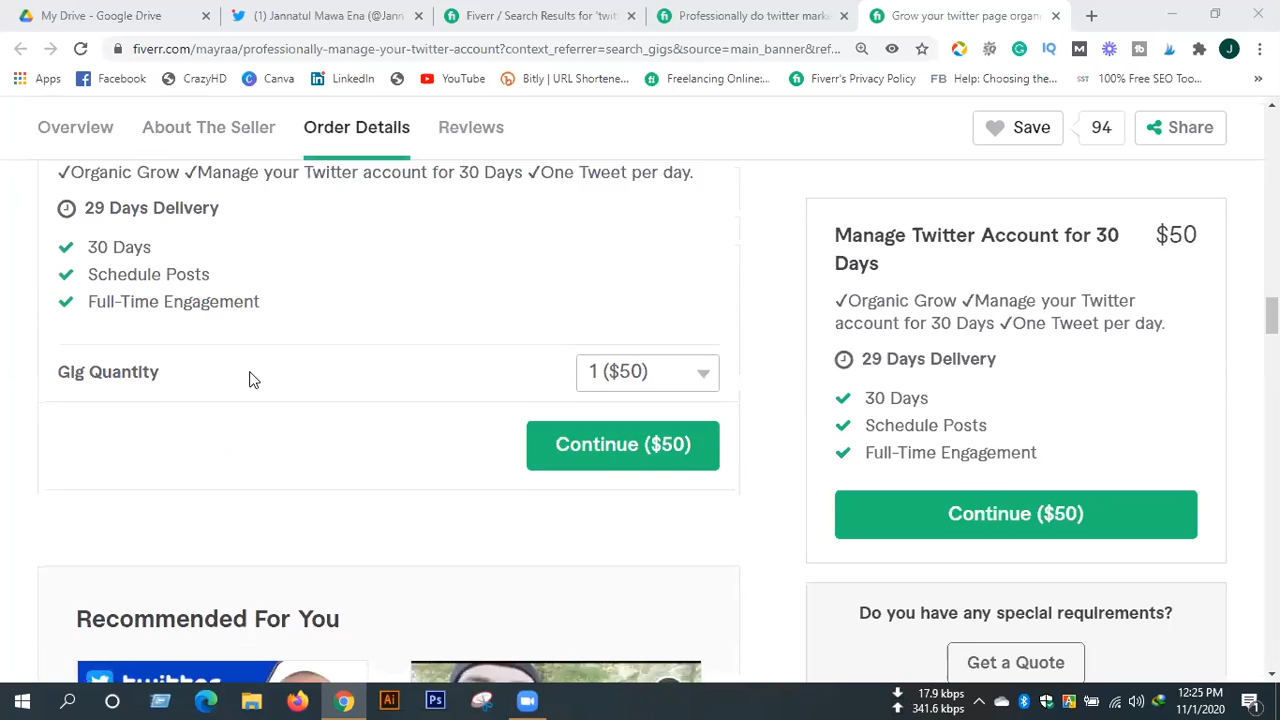 My Drive - Google Drive
(1) Jannatul Mawa Ena (@Jann
Fiverr / Search Results for 'twit
Professionally do twitter mark
Grow your twitter page organ
fiverr.com/mayraa/professionally-manage-your-twitter-account?context_referrer=search_gigs&source=main_banner&ref...
Apps
Facebook
CrazyHD
Canva
LinkedIn
YouTube
Bitly | URL Shortene...
Freelancing Online:...
Fiverr's Privacy Policy
FB Help: Choosing the...
SST 100% Free SEO Too...
Overview
About The Seller
Order Details
Reviews
Save
94
Share
✓Organic Grow ✓Manage your Twitter account for 30 Days ✓One Tweet per day.
29 Days Delivery
30 Days
Schedule Posts
Full-Time Engagement
Gig Quantity
1 ($50)
Continue ($50)
Recommended For You
Manage Twitter Account for 30
Days
$50
✓Organic Grow ✓Manage your Twitter
account for 30 Days ✓One Tweet per day.
29 Days Delivery
30 Days
Schedule Posts
Full-Time Engagement
Continue ($50)
Do you have any special requirements?
Get a Quote
17.9 kbps
341.6 kbps
12:25 PM
11/1/2020